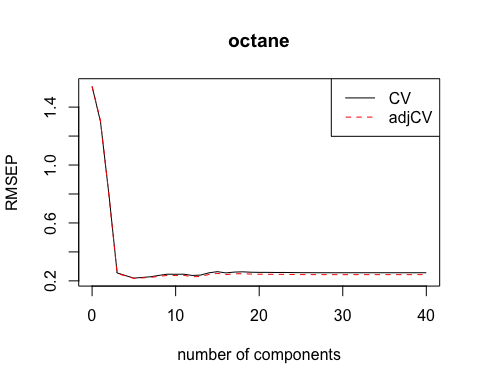 octane
CV
adjCV
RMSEP
1.4
1.0
0.6
0.2
0 10 20 30 40
number of components